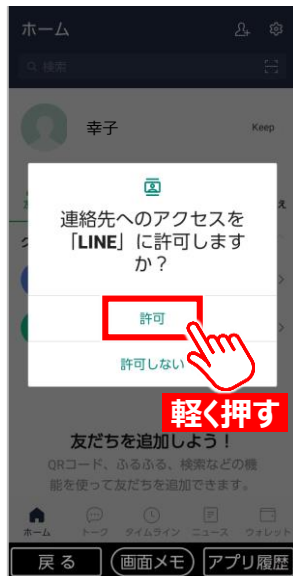 ホーム
検索
幸子
Keep
連絡先へのアクセスを
「LINE」に許可します
か？
許可
許可しない
軽く押す
友だちを追加しよう！
QRコード、ふるふる、検索などの機
能を使って友だちを追加できます。
ホーム トーク タイムライン ニュース ウォレット
戻る 画面メモ アプリ履歴